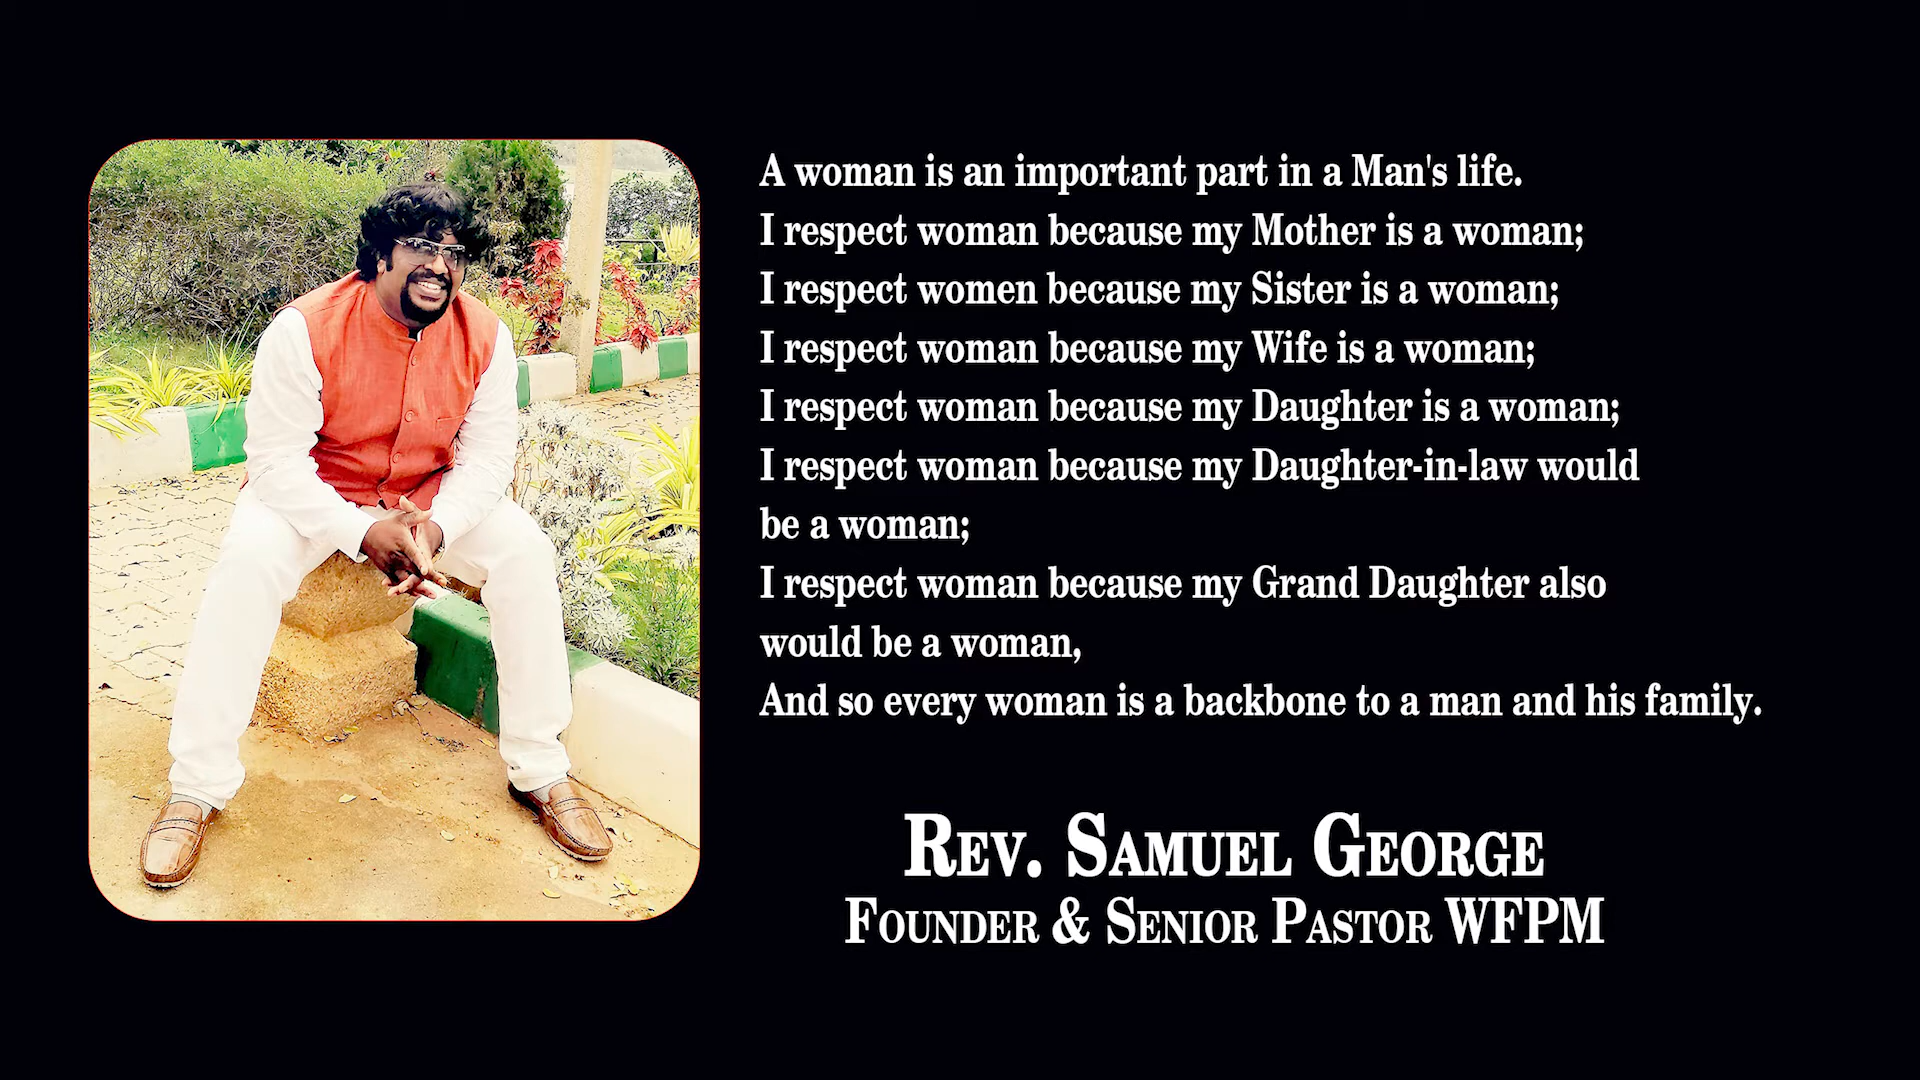 A woman is an important part in a Man's life.
I respect woman because my Mother is a woman;
I respect women because my Sister is a woman;
I respect woman because my Wife is a woman;
I respect woman because my Daughter is a woman;
I respect woman because my Daughter-in-law would
be a woman;
I respect woman because my Grand Daughter also
would be a woman,
And so every woman is a backbone to a man and his family.
Rev. Samuel George
Founder & Senior Pastor WFPM